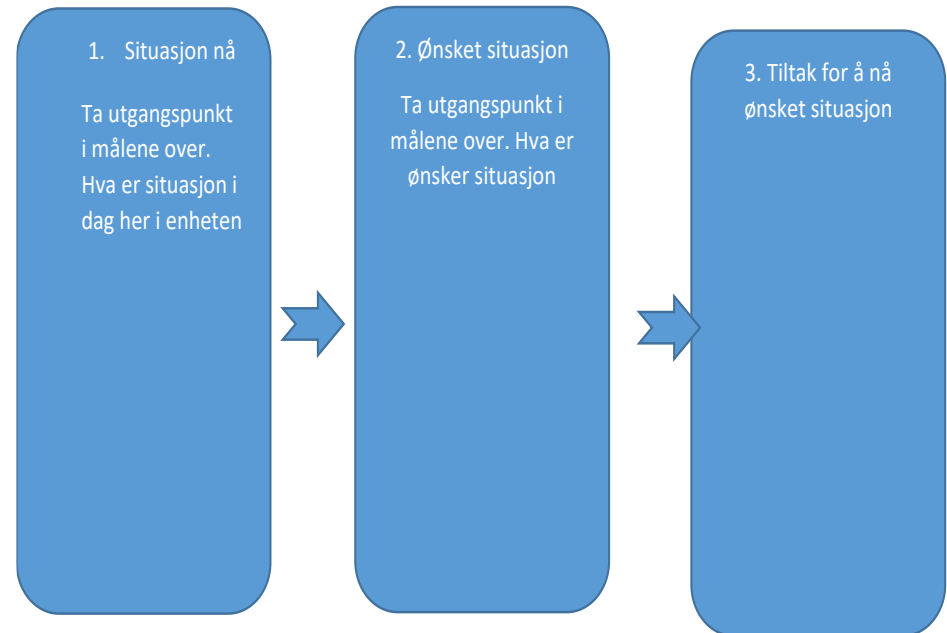 1. Situasjon nå
Ta utgangspunkt
i målene over.
Hva er situasjon i
dag her i enheten
2. Ønsket situasjon
Ta utgangspunkt i
målene over. Hva er
ønsker situasjon
3. Tiltak for å nå
ønsket situasjon